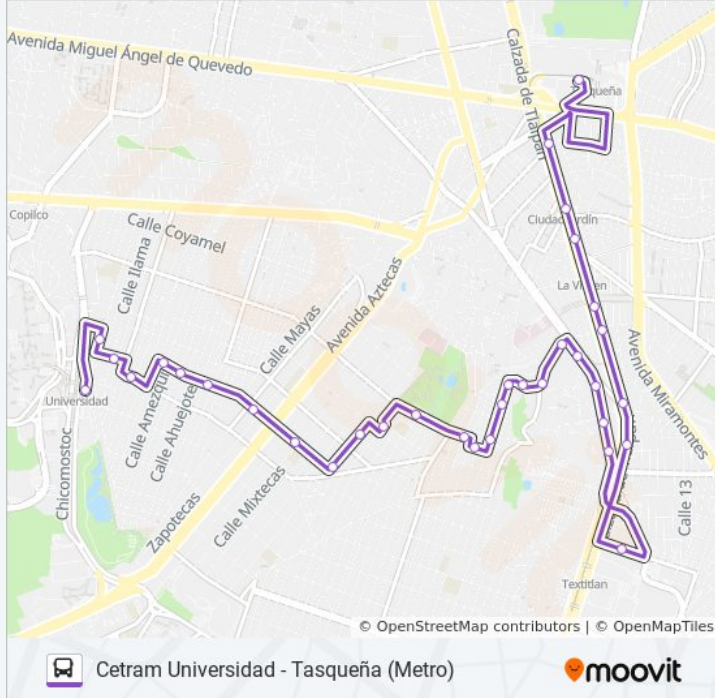 Avenida Miguel Ángel de Quevedo
Calzada de Tlalpan
queña
Copilco
Calle Coyamel
Ciudad Jardín
Calle Ilama
Avenida Aztecas
La Virgen
Calle Mayas
Avenida Miramontes
Universidad
Calle Amezquite
Calle Ahuejote
Chicomostoc
Zapotecas
Calle Mixtecas
Calle 13
Textitlan
© OpenStreetMap contributors | © OpenMapTiles
Cetram Universidad - Tasqueña (Metro)
moovit